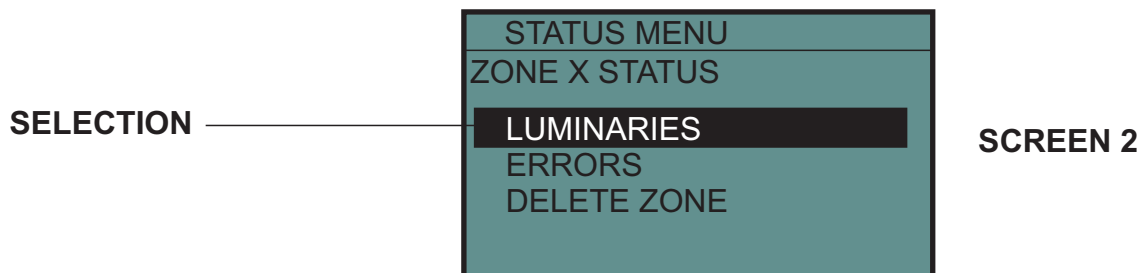 STATUS MENU
ZONE X STATUS
SELECTION
LUMINARIES
ERRORS
DELETE ZONE
SCREEN 2